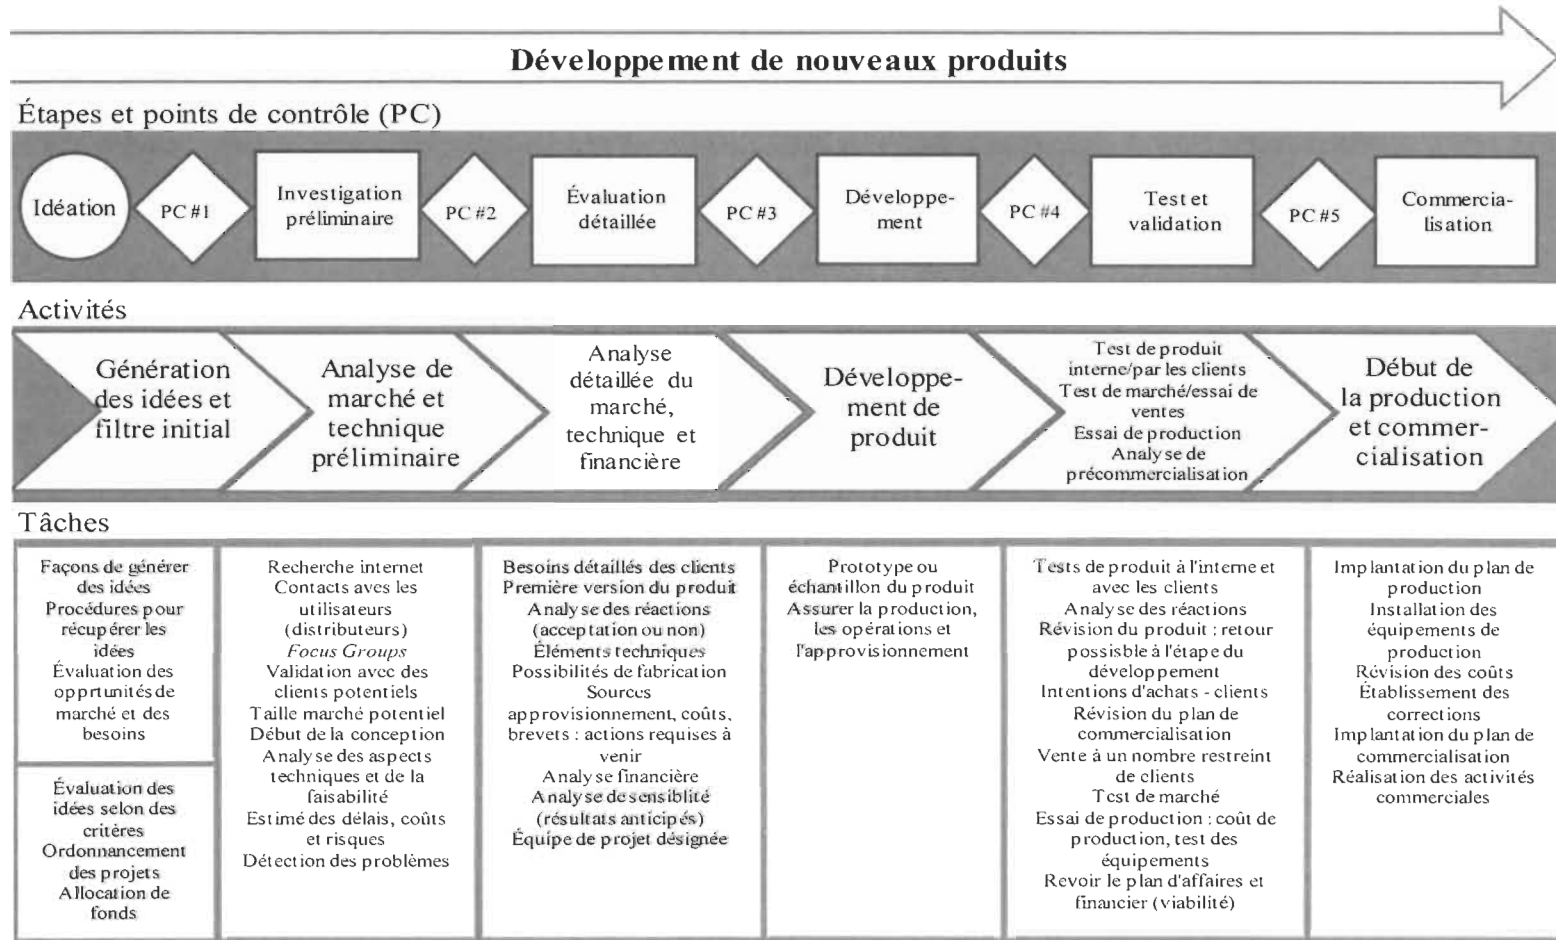 Développement de nouveaux produits
Étapes et points de contrôle (PC)
Idéation
PC #1
Investigation
préliminaire
PC #2
Évaluation
détaillée
PC #3
Développe-
ment
PC #4
Test et
validation
PC #5
Commercia-
lisation
Activités
Génération
des idées et
filtre initial
Analyse de
marché et
technique
préliminaire
Analyse
détaillée du
marché,
technique et
financière
Développe-
ment de
produit
Test de produit
interne/par les clients
Test de marché/essai de
ventes
Essai de production
Analyse de
précommercialisation
Début de
la production
et commer-
cialisation
Tâches
Façons de générer
des idées
Procédures pour
récupérer les
idées
Évaluation des
opprtunités de
marché et des
besoins
Évaluation des
idées selon des
critères
Ordonnancement
des projets
Allocation de
fonds
Recherche internet
Contacts aves les
utilisateurs
(distributeurs)
Focus Groups
Validation avec des
clients potentiels
Taille marché potentiel
Début de la conception
Analyse des aspects
techniques et de la
faisabilité
Estimé des délais, coûts
et risques
Détection des problèmes
Besoins détaillés des clients
Première version du produit
Analyse des réactions
(acceptation ou non)
Éléments techniques
Possibilités de fabrication
Sources
approvisionnement, coûts,
brevets : actions requises à
venir
Analyse financière
Analyse de sensiblité
(résultats anticipés)
Équipe de projet désignée
Prototype ou
échantillon du produit
Assurer la production,
les opérations et
l'approvisionnement
Tests de produit à l'interne et
avec les clients
Analyse des réactions
Révision du produit : retour
possisble à l'étape du
développement
Intentions d'achats - clients
Révision du plan de
commercialisation
Vente à un nombre restreint
de clients
Test de marché
Essai de production : coût de
production, test des
équipements
Revoir le plan d'affaires et
financier (viabilité)
Implantation du plan de
production
Installation des
équipements de
production
Révision des coûts
Établissement des
corrections
Implantation du plan de
commercialisation
Réalisation des activités
commerciales